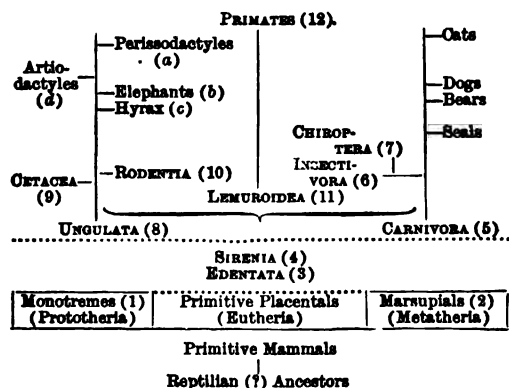 PRIMATES (12).
Perissodactyles
(a)
Cats
Artio-
dactyles
(d)
Elephants (b)
Hyrax (c)
Dogs
Bears
Seals
CHIROP-
TERA (7)
RODENTIA (10)
INSECTI-
VORA (6)
CETACEA
(9)
LEMUROIDEA (11)
UNGULATA (8)
CARNIVORA (5)
SIRENIA (4)
EDENTATA (3)
Monotremes (1)
(Prototheria)
Primitive Placentals
(Eutheria)
Marsupials (2)
(Metatheria)
Primitive Mammals
Reptilian (?) Ancestors